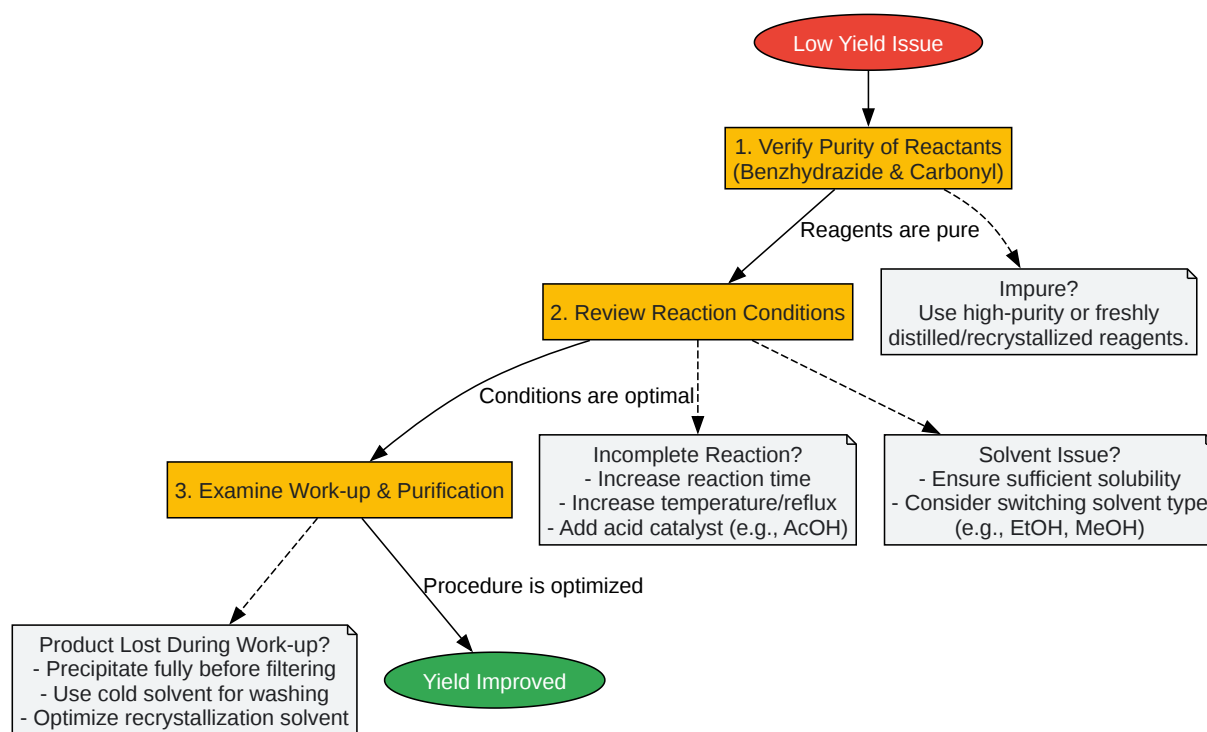 Low Yield Issue
1. Verify Purity of Reactants
(Benzhydrazide & Carbonyl)
Reagents are pure
Impure?
Use high-purity or freshly
distilled/recrystallized reagents.
2. Review Reaction Conditions
Conditions are optimal
Incomplete Reaction?
- Increase reaction time
- Increase temperature/reflux
- Add acid catalyst (e.g., AcOH)
Solvent Issue?
- Ensure sufficient solubility
- Consider switching solvent type
(e.g., EtOH, MeOH)
3. Examine Work-up & Purification
Procedure is optimized
Product Lost During Work-up?
- Precipitate fully before filtering
- Use cold solvent for washing
- Optimize recrystallization solvent
Yield Improved